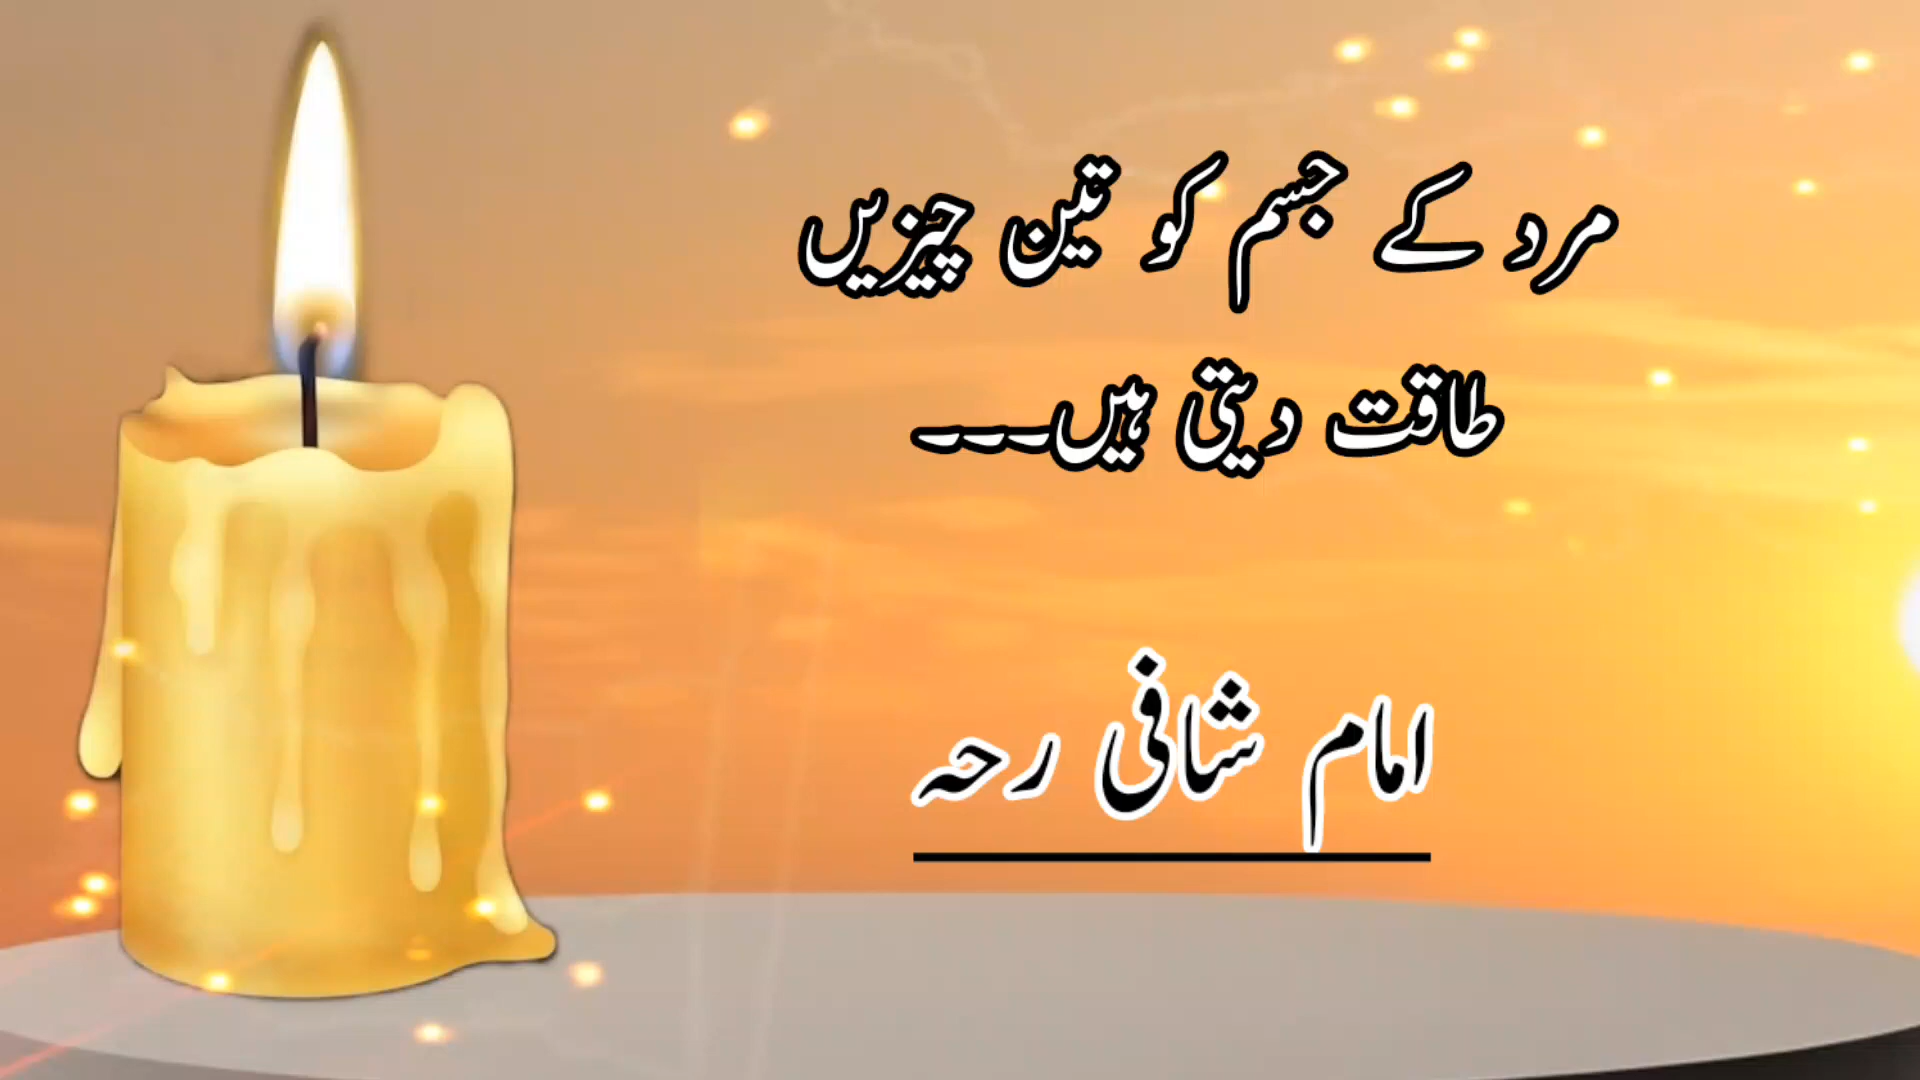 مرد کے جسم کو تین چیزیں
طاقت دیتی ہیں۔۔۔
امام شافی رحہ